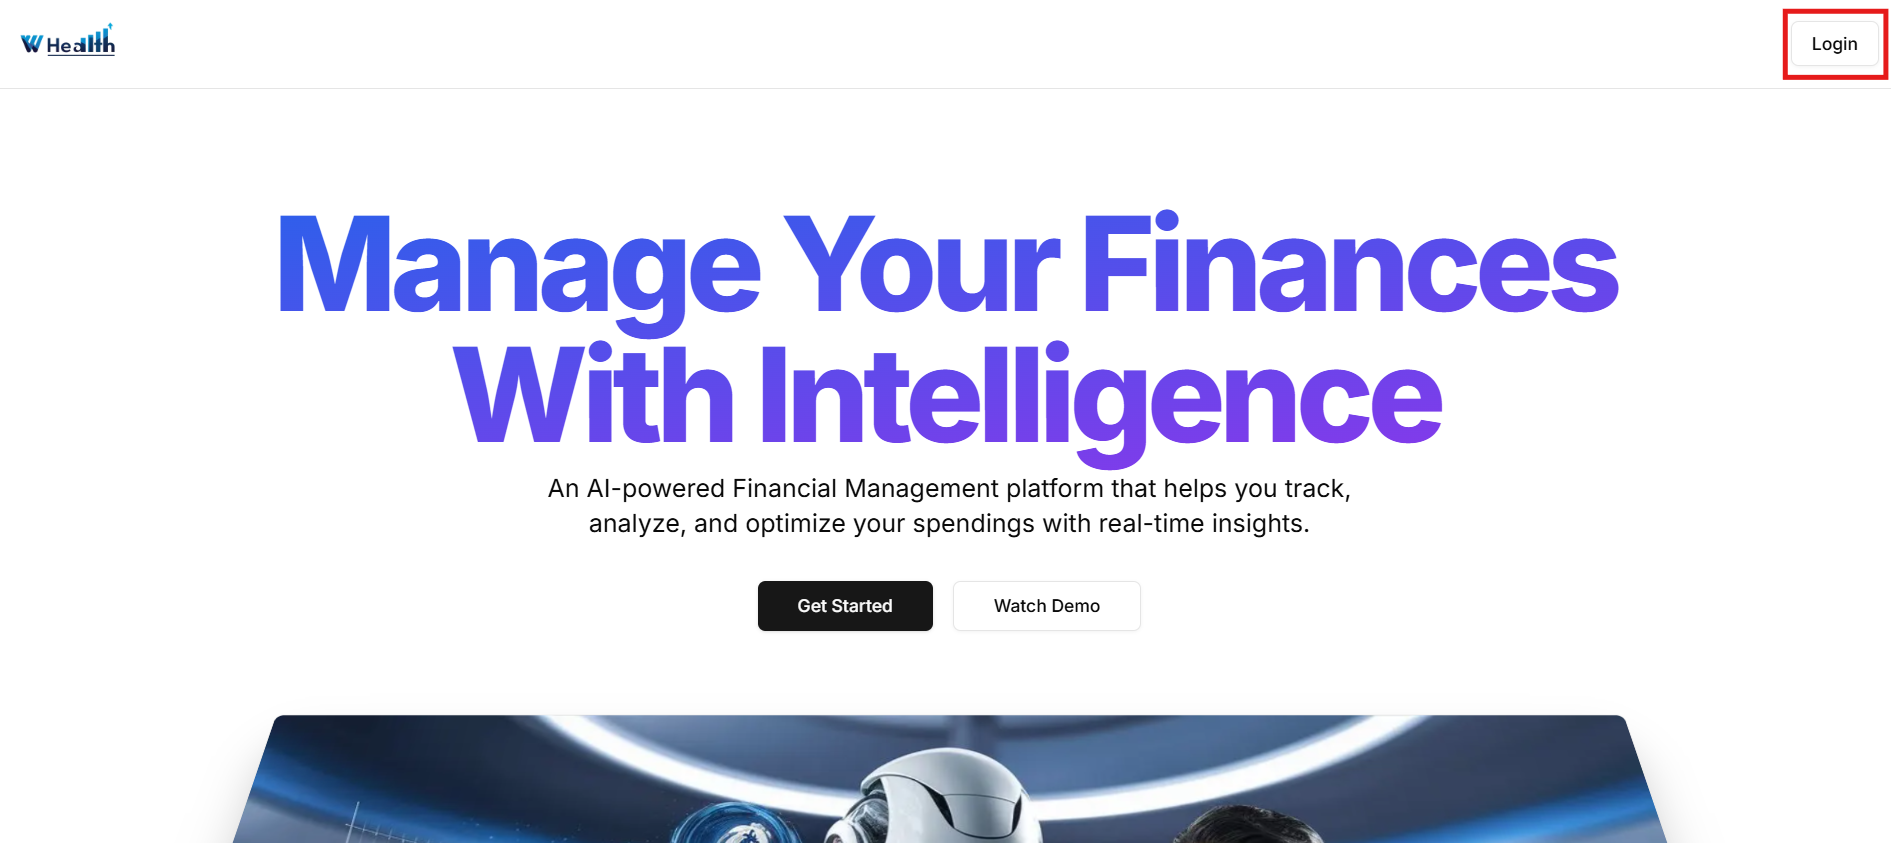 W Health
Login
Manage Your Finances
With Intelligence
An AI-powered Financial Management platform that helps you track,
analyze, and optimize your spendings with real-time insights.
Get Started
Watch Demo